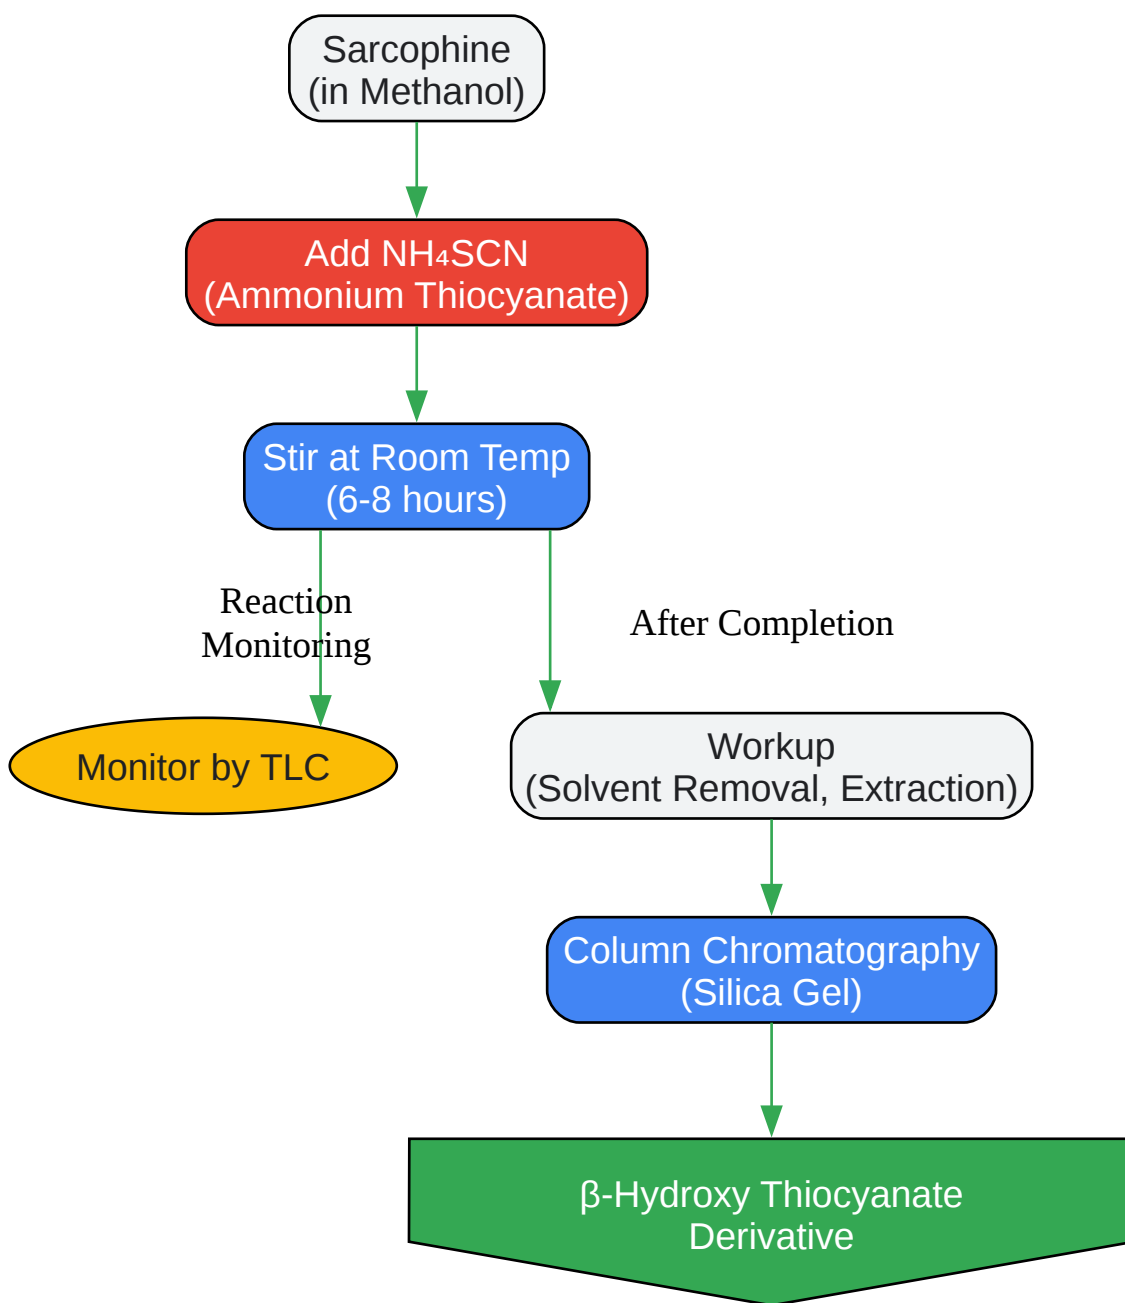 Sarcophine
(in Methanol)
Add NH₄SCN
(Ammonium Thiocyanate)
Stir at Room Temp
(6-8 hours)
Reaction
Monitoring
After Completion
Monitor by TLC
Workup
(Solvent Removal, Extraction)
Column Chromatography
(Silica Gel)
β-Hydroxy Thiocyanate
Derivative